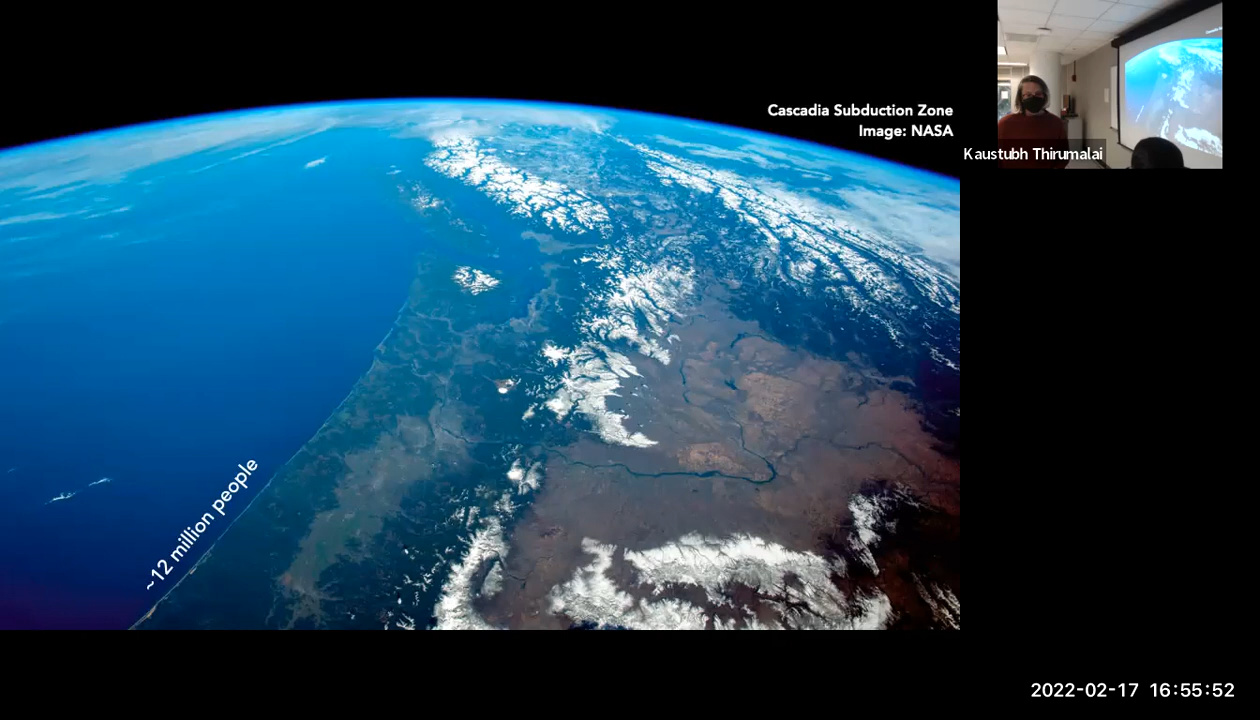 Cascadia Subduction Zone
Image: NASA
Kaustubh Thirumalai
~12 million people
2022-02-17 16:55:52